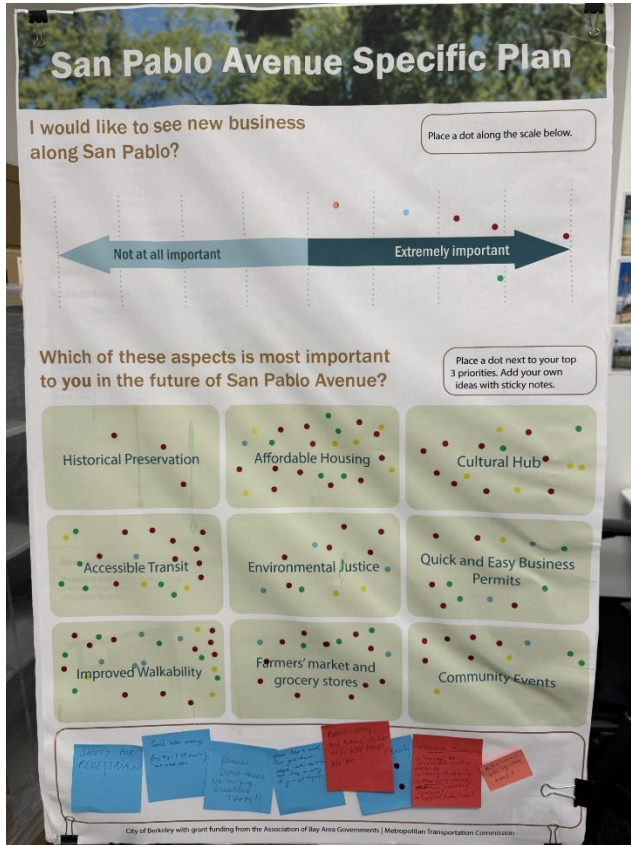 San Pablo Avenue Specific Plan
I would like to see new business
along San Pablo?
Place a dot along the scale below.
Not at all important
Extremely important
Which of these aspects is most important
to you in the future of San Pablo Avenue?
Place a dot next to your top
3 priorities. Add your own
ideas with sticky notes.
Historical Preservation
Affordable Housing
Cultural Hub
Accessible Transit
Environmental Justice
Quick and Easy Business
Permits
Improved Walkability
Farmers' market and
grocery stores
Community Events
SAFETY FOR
PEDESTRIAN
!
Please
beautiful
TREES!!
City of Berkeley with grant funding from the Association of Bay Area Governments | Metropolitan Transportation Commission